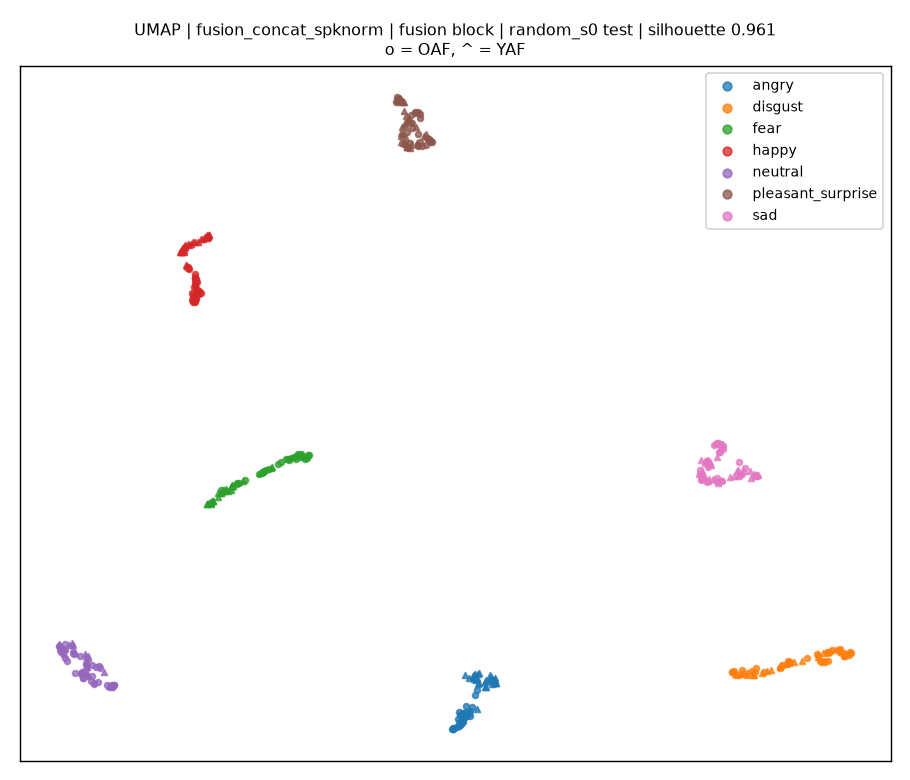 UMAP | fusion_concat_spknorm | fusion block | random_s0 test | silhouette 0.961
o = OAF, ^ = YAF
angry
disgust
fear
happy
neutral
pleasant_surprise
sad